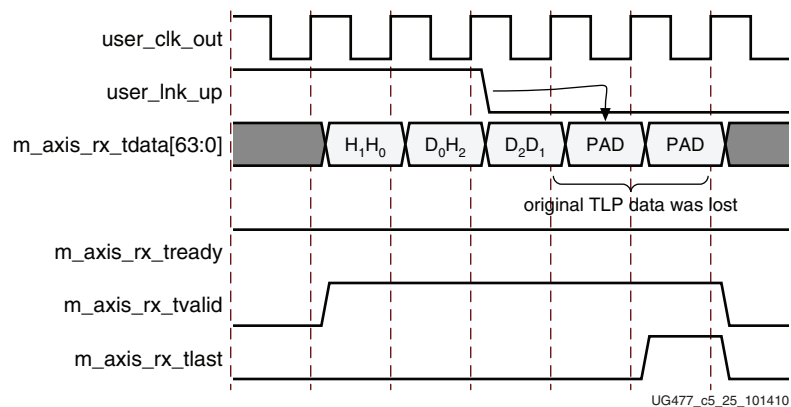 user_clk_out
user_lnk_up
m_axis_rx_tdata[63:0] H1H0 D0H2 D2D1 PAD PAD
original TLP data was lost
m_axis_rx_tready
m_axis_rx_tvalid
m_axis_rx_tlast
UG477_c5_25_101410